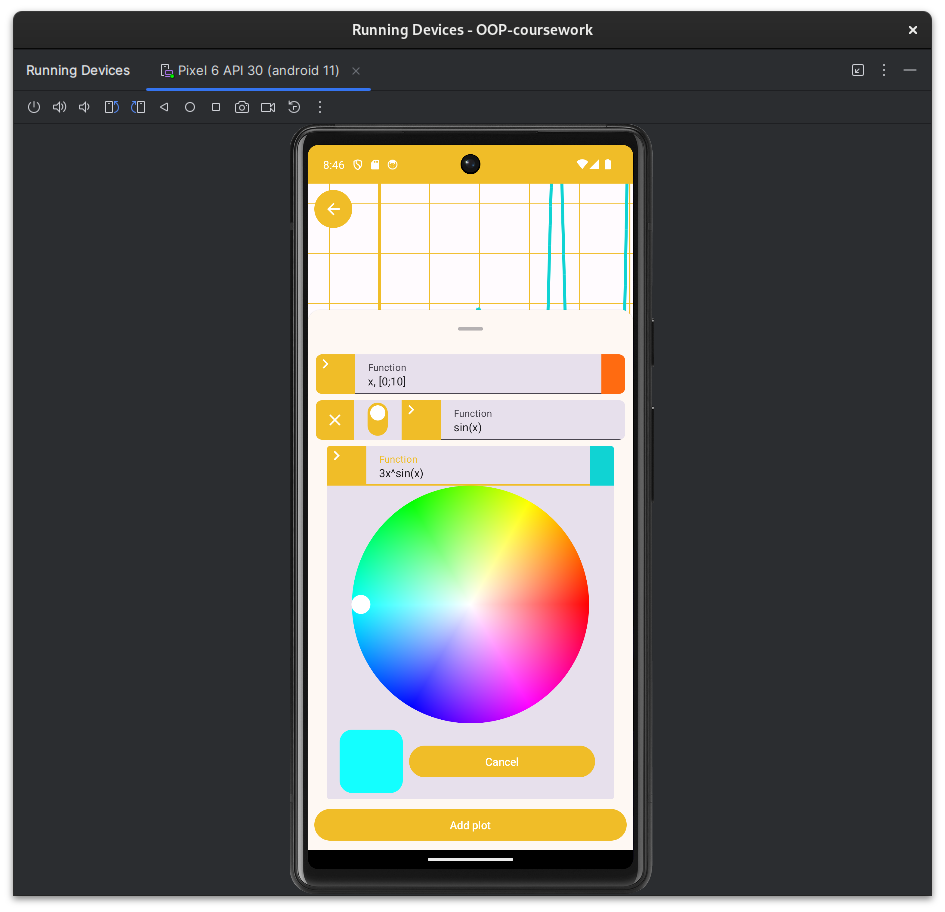 Running Devices - OOP-coursework
Running Devices
Pixel 6 API 30 (android 11)
8:46
Function
x, [0;10]
Function
sin(x)
Function
3x^sin(x)
Cancel
Add plot